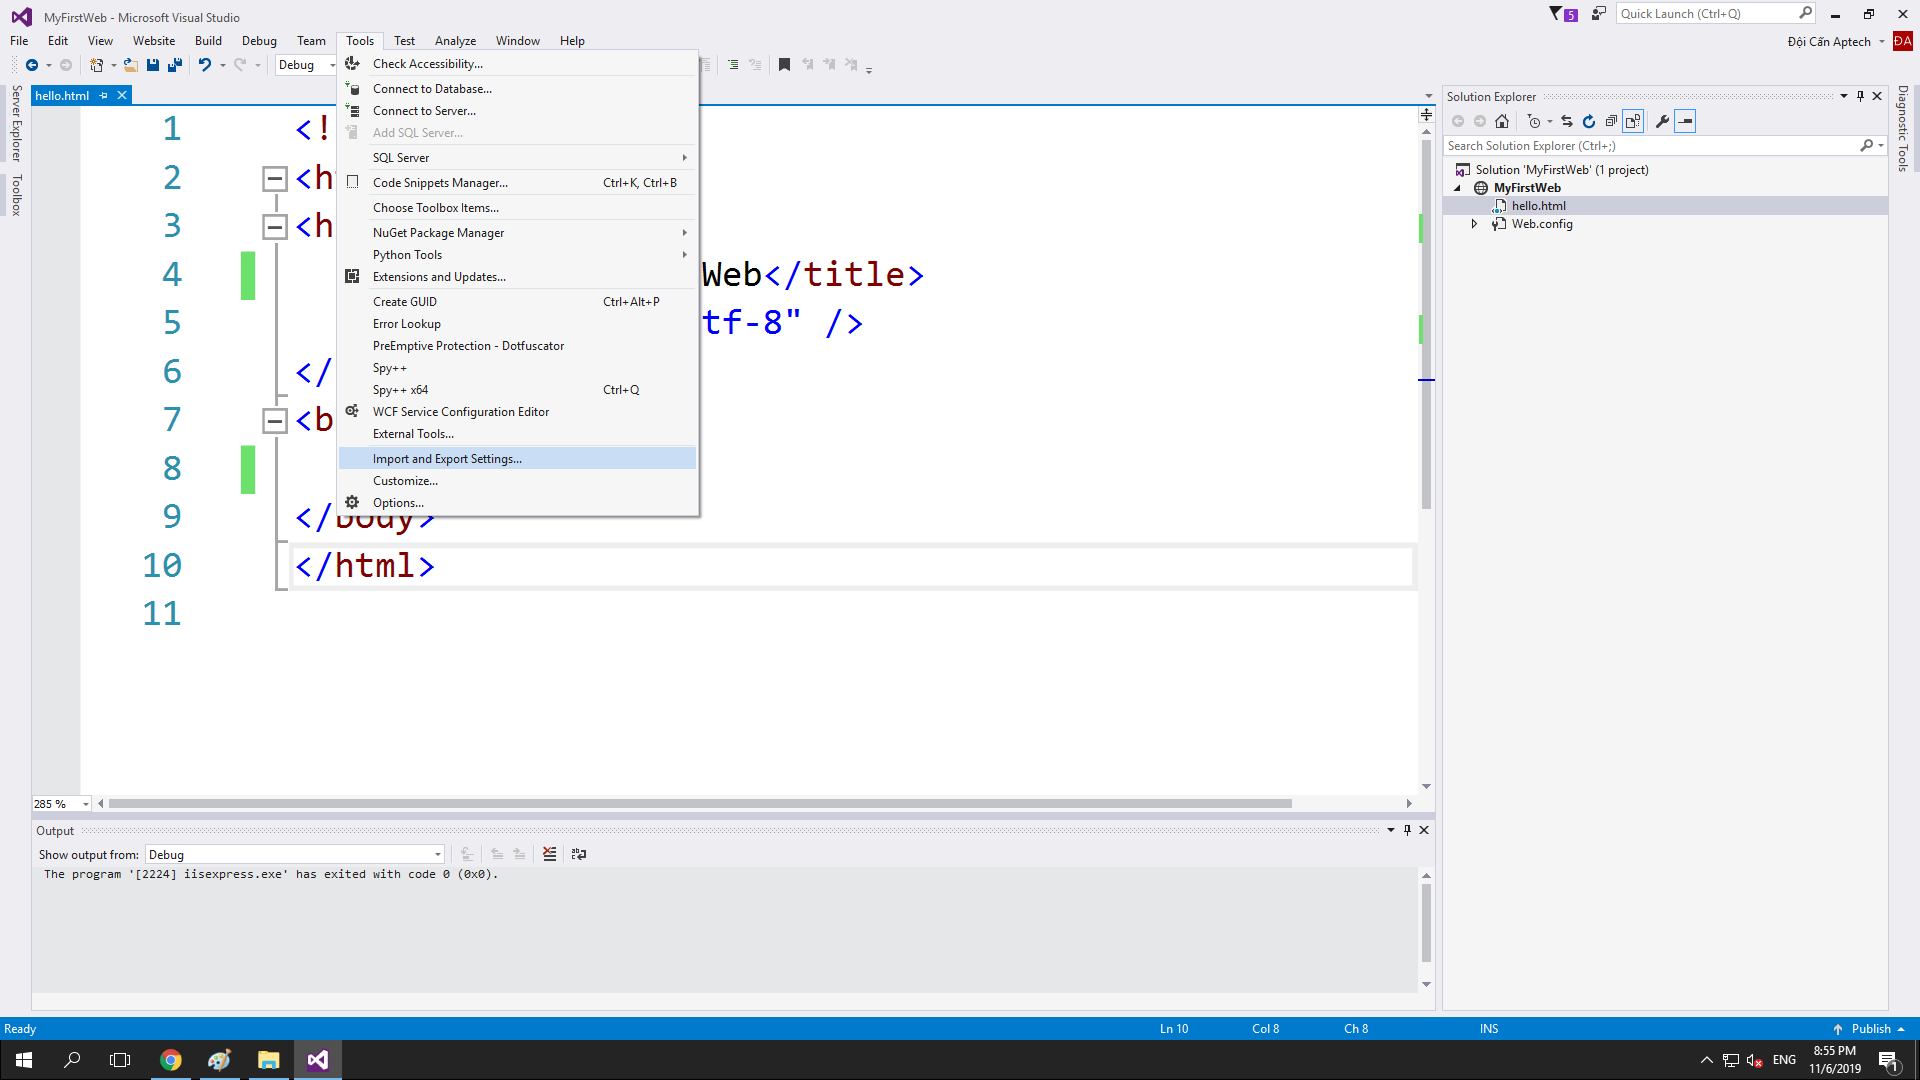 MyFirstWeb - Microsoft Visual Studio
5
Quick Launch (Ctrl+Q)
File Edit View Website Build Debug Team Tools Test Analyze Window Help
Đội Cấn Aptech
ĐA
Debug
Server Explorer
Toolbox
hello.html
1 <!
2 <h
3 <h
4 Web</title>
5 tf-8" />
6 </
7 <b
8
9 </body>
10 </html>
11
Check Accessibility...
Connect to Database...
Connect to Server...
Add SQL Server...
SQL Server
Code Snippets Manager... Ctrl+K, Ctrl+B
Choose Toolbox Items...
NuGet Package Manager
Python Tools
Extensions and Updates...
Create GUID Ctrl+Alt+P
Error Lookup
PreEmptive Protection - Dotfuscator
Spy++
Spy++ x64 Ctrl+Q
WCF Service Configuration Editor
External Tools...
Import and Export Settings...
Customize...
Options...
285 %
Output
Show output from: Debug
The program '[2224] iisexpress.exe' has exited with code 0 (0x0).
Solution Explorer
Search Solution Explorer (Ctrl+;)
Solution 'MyFirstWeb' (1 project)
MyFirstWeb
hello.html
Web.config
Diagnostic Tools
Ready Ln 10 Col 8 Ch 8 INS Publish
ENG
8:55 PM
11/6/2019
1